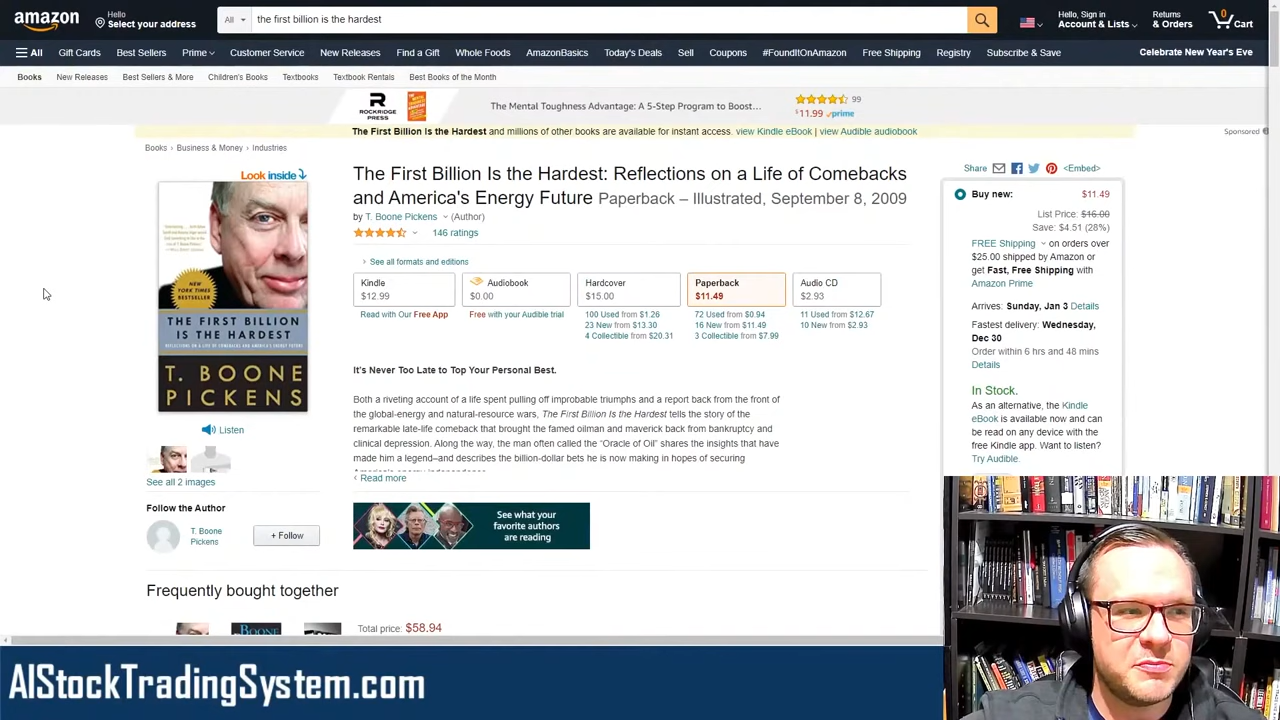 amazon
Hello
Select your address
All
the first billion is the hardest
Hello, Sign in
Account & Lists
Returns
& Orders
0
Cart
All
Gift Cards
Best Sellers
Prime
Customer Service
New Releases
Find a Gift
Whole Foods
AmazonBasics
Today's Deals
Sell
Coupons
#FoundItOnAmazon
Free Shipping
Registry
Subscribe & Save
Celebrate New Year's Eve
Books
New Releases
Best Sellers & More
Children's Books
Textbooks
Textbook Rentals
Best Books of the Month
R
ROCKRIDGE
PRESS
The Mental Toughness Advantage: A 5-Step Program to Boost…
99
$11.99 prime
The First Billion Is the Hardest and millions of other books are available for instant access. view Kindle eBook | view Audible audiobook
Sponsored
Books › Business & Money › Industries
Look inside
The First Billion Is the Hardest: Reflections on a Life of Comebacks
and America's Energy Future Paperback – Illustrated, September 8, 2009
by T. Boone Pickens (Author)
146 ratings
See all formats and editions
Kindle
$12.99
Read with Our Free App
Audiobook
$0.00
Free with your Audible trial
Hardcover
$15.00
100 Used from $1.26
23 New from $13.30
4 Collectible from $20.31
Paperback
$11.49
72 Used from $0.94
16 New from $11.49
3 Collectible from $7.99
Audio CD
$2.93
11 Used from $12.67
10 New from $2.93
NEW YORK TIMES
BESTSELLER
THE FIRST BILLION
IS THE HARDEST
REFLECTIONS ON A LIFE OF COMEBACKS AND AMERICA'S ENERGY FUTURE
T. BOONE
PICKENS
It's Never Too Late to Top Your Personal Best.
Both a riveting account of a life spent pulling off improbable triumphs and a report back from the front of
the global-energy and natural-resource wars, The First Billion Is the Hardest tells the story of the
remarkable late-life comeback that brought the famed oilman and maverick back from bankruptcy and
clinical depression. Along the way, the man often called the "Oracle of Oil" shares the insights that have
made him a legend–and describes the billion-dollar bets he is now making in hopes of securing
America's energy independence.
Read more
Listen
See all 2 images
Follow the Author
T. Boone
Pickens
+ Follow
See what your
favorite authors
are reading
Frequently bought together
BOONE
Total price: $58.94
Share
<Embed>
Buy new:
$11.49
List Price: $16.00
Save: $4.51 (28%)
FREE Shipping on orders over
$25.00 shipped by Amazon or
get Fast, Free Shipping with
Amazon Prime
Arrives: Sunday, Jan 3 Details
Fastest delivery: Wednesday,
Dec 30
Order within 6 hrs and 48 mins
Details
In Stock.
As an alternative, the Kindle
eBook is available now and can
be read on any device with the
free Kindle app. Want to listen?
Try Audible.
AIStockTradingSystem.com